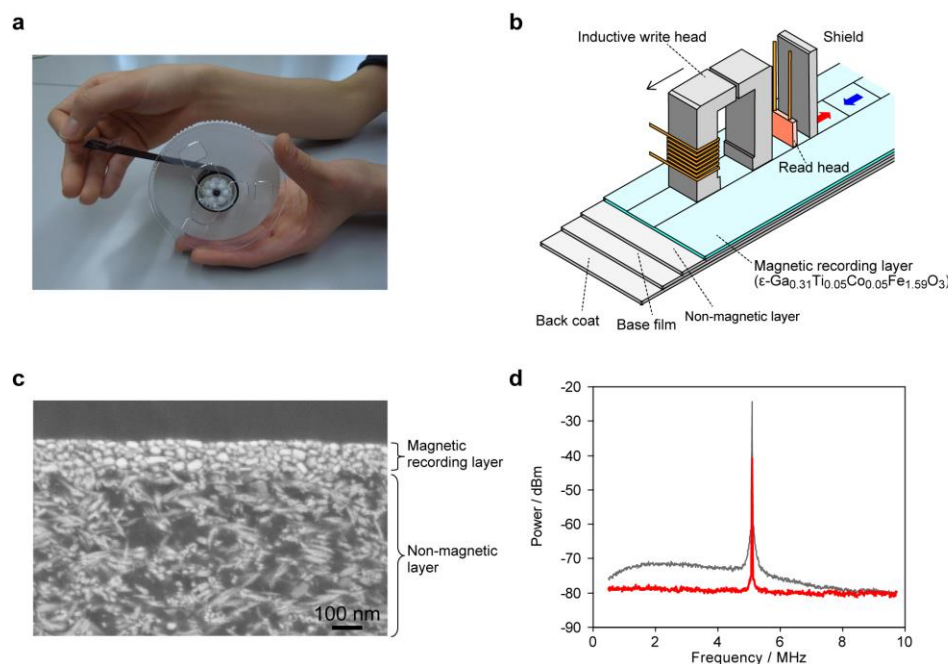 a
b
Inductive write head
Shield
Read head
Magnetic recording layer
(ε-Ga0.31Ti0.05Co0.05Fe1.59O3)
Non-magnetic layer
Base film
Back coat
c
Magnetic
recording layer
Non-magnetic
layer
100 nm
d
-20
-30
-40
-50
-60
-70
-80
-90
Power / dBm
0
2
4
6
8
10
Frequency / MHz